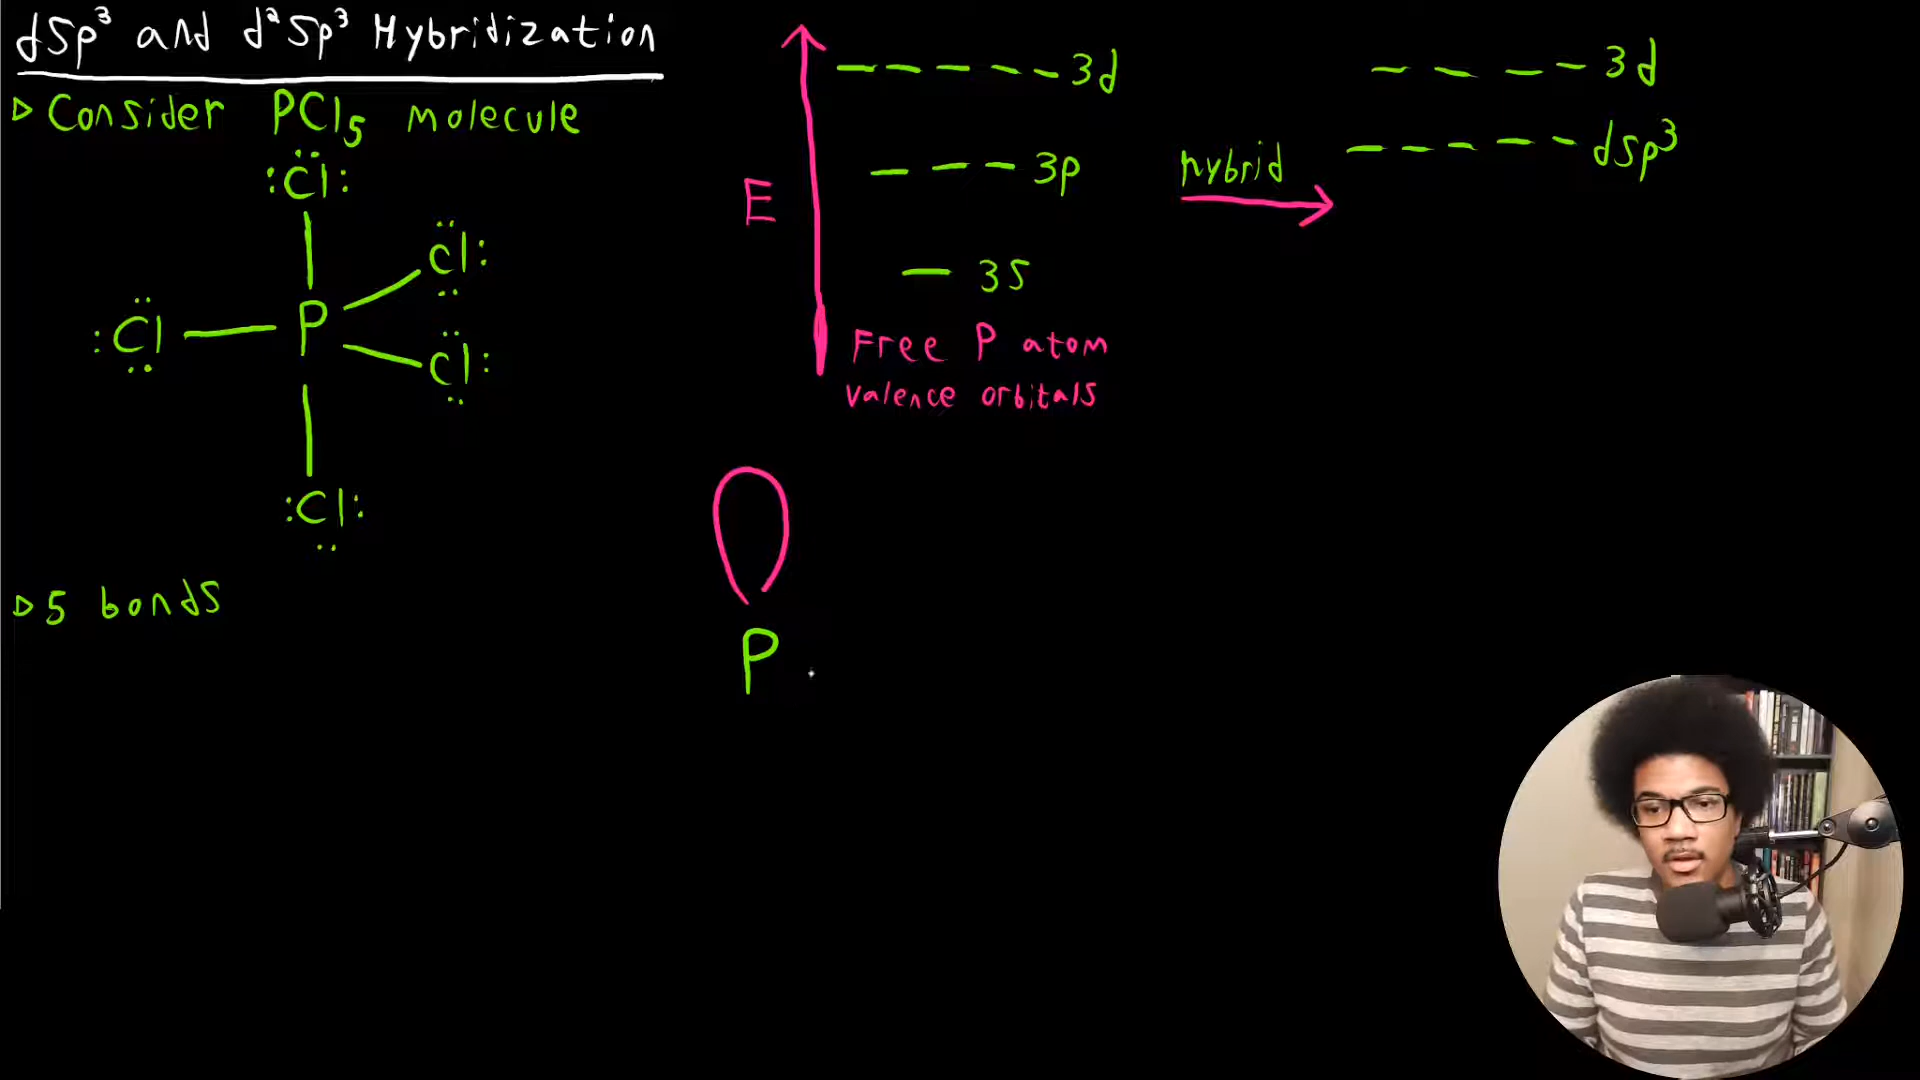 dsp³ and d²sp³ Hybridization
▷ Consider PCl₅ molecule
:Cl:
Cl:
:Cl P
Cl:
:Cl:
▷ 5 bonds
E
3d
3p
3s
Free P atom
valence orbitals
hybrid
3d
dsp³
P